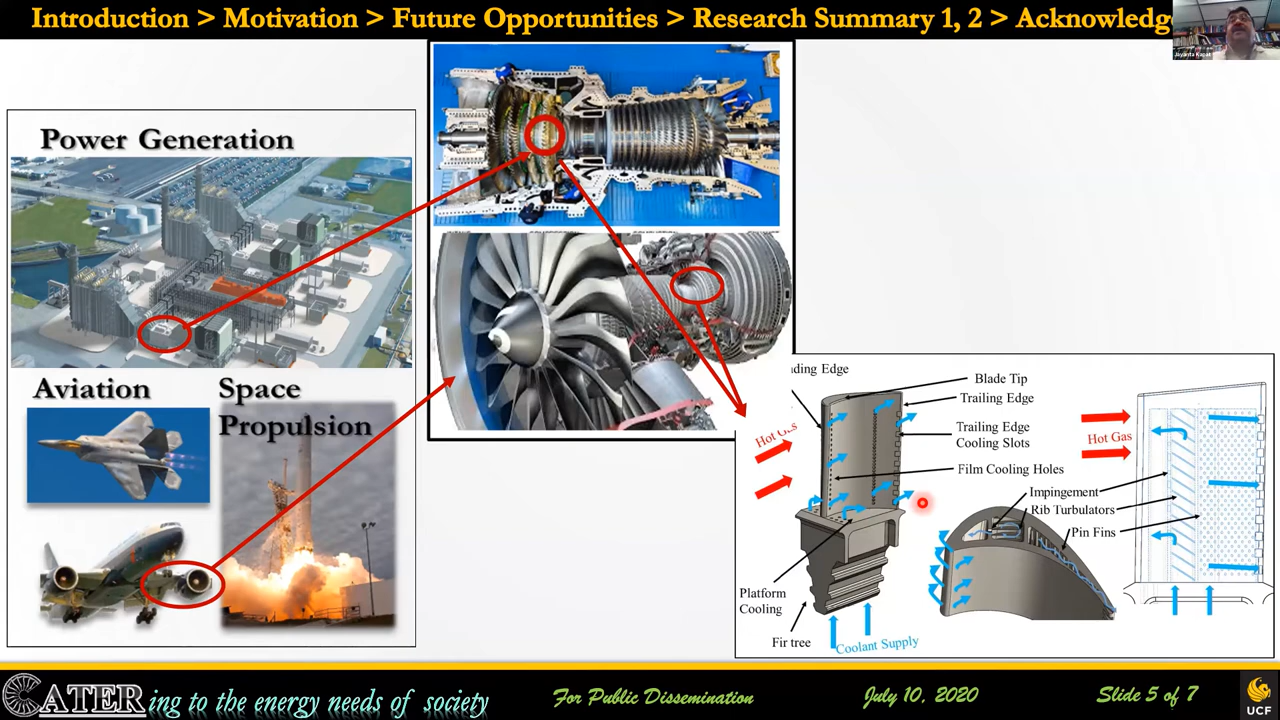 Introduction > Motivation > Future Opportunities > Research Summary 1, 2 > Acknowledg
Jayanta Kapat
Power Generation
Aviation
Space
Propulsion
ding Edge
Blade Tip
Trailing Edge
Trailing Edge
Cooling Slots
Film Cooling Holes
Hot Gas
Platform
Cooling
Fir tree
Coolant Supply
Impingement
Rib Turbulators
Pin Fins
Hot Gas
CATERing to the energy needs of society
For Public Dissemination
July 10, 2020
Slide 5 of 7
UCF